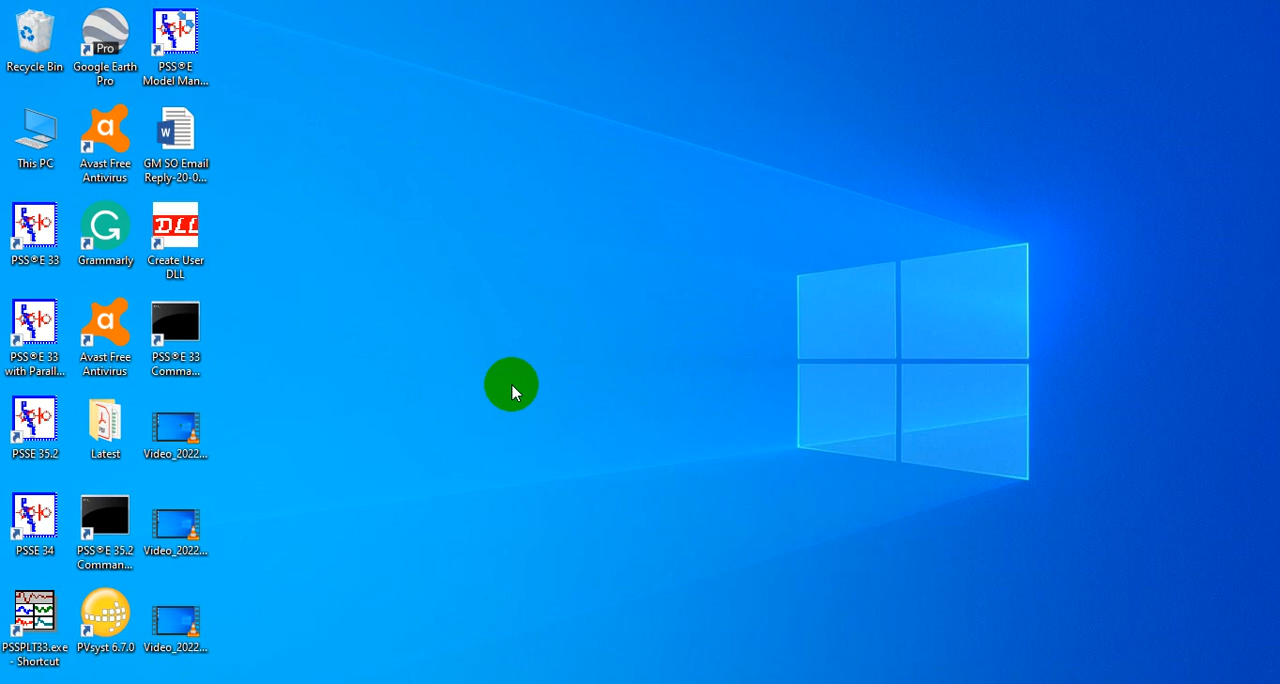 Recycle Bin
Google Earth
Pro
PSS®E
Model Man...
This PC
Avast Free
Antivirus
GM SO Email
Reply-20-0...
PSS®E 33
Grammarly
Create User
DLL
PSS®E 33
with Parall...
Avast Free
Antivirus
PSS®E 33
Comma...
PSSE 35.2
Latest
Video_2022...
PSSE 34
PSS®E 35.2
Comman...
Video_2022...
PSSPLT33.exe
- Shortcut
PVsyst 6.7.0
Video_2022...
Pro
DLL
W
PDF